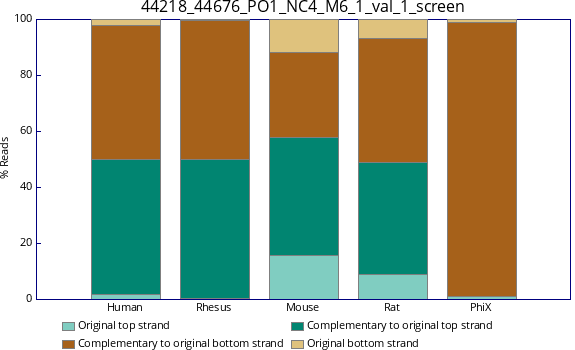 44218_44676_PO1_NC4_M6_1_val_1_screen
100
80
60
40
20
0
% Reads
Human Rhesus Mouse Rat PhiX
Original top strand Complementary to original top strand
Complementary to original bottom strand Original bottom strand